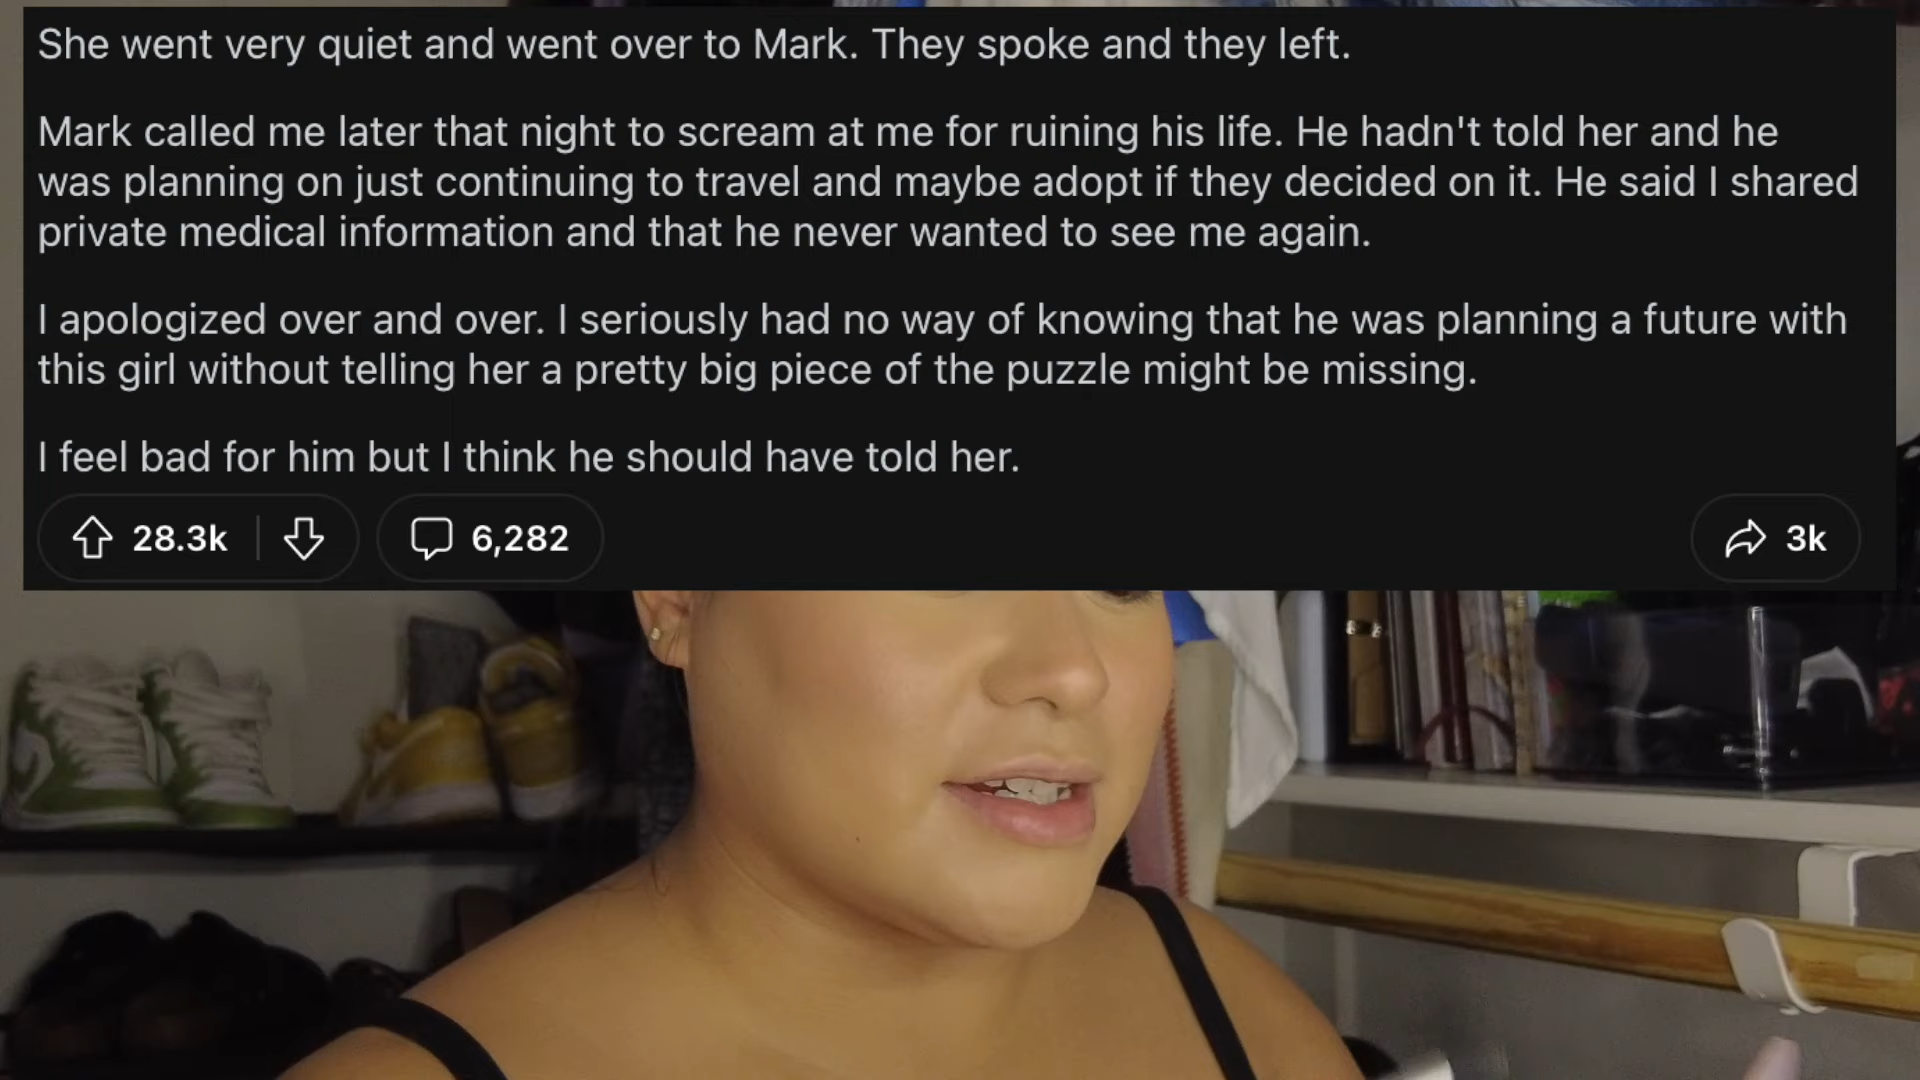 She went very quiet and went over to Mark. They spoke and they left.
Mark called me later that night to scream at me for ruining his life. He hadn't told her and he
was planning on just continuing to travel and maybe adopt if they decided on it. He said I shared
private medical information and that he never wanted to see me again.
I apologized over and over. I seriously had no way of knowing that he was planning a future with
this girl without telling her a pretty big piece of the puzzle might be missing.
I feel bad for him but I think he should have told her.
28.3k 6,282 3k